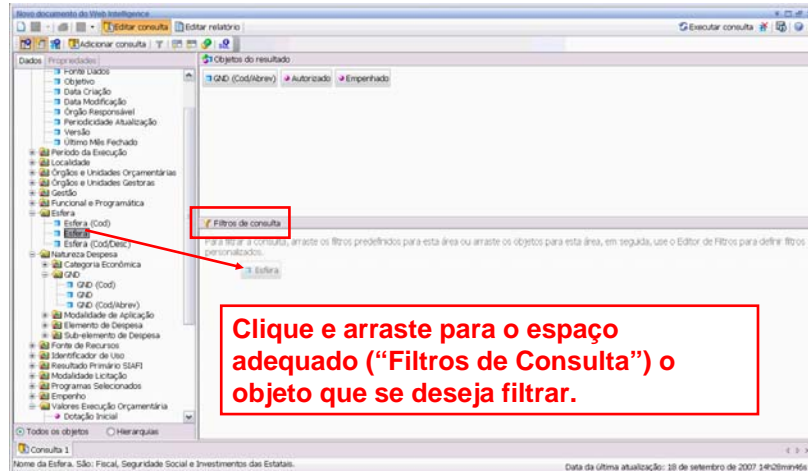 Novo documento do Web Intelligence
Editar consulta Editar relatório Executar consulta
Adicionar consulta
Dados Propriedades Objetos do resultado
Fonte Dados
Objetivo
Data Criação
Data Modificação
Órgão Responsável
Periodicidade Atualização
Versão
Último Mês Fechado
Período da Execução
Localidade
Órgãos e Unidades Orçamentárias
Órgãos e Unidades Gestoras
Gestão
Funcional e Programática
Esfera
Esfera (Cod)
Esfera
Esfera (Cod/Desc)
Natureza Despesa
Categoria Econômica
GND
GND (Cod)
GND
GND (Cod/Abrev)
Modalidade de Aplicação
Elemento de Despesa
Sub-elemento de Despesa
Fonte de Recursos
Identificador de Uso
Resultado Primário SIAFI
Modalidade Licitação
Programas Selecionados
Empenho
Valores Execução Orçamentária
Dotação Inicial
Todos os objetos Hierarquias
GND (Cod/Abrev) Autorizado Empenhado
Filtros de consulta
Para filtrar a consulta, arraste os filtros predefinidos para esta área ou arraste os objetos para esta área, em seguida, use o Editor de Filtros para definir filtros
personalizados.
Esfera
Clique e arraste para o espaço
adequado (“Filtros de Consulta”) o
objeto que se deseja filtrar.
Consulta 1
Nome da Esfera. São: Fiscal, Seguridade Social e Investimentos das Estatais. Data da última atualização: 18 de setembro de 2007 14h28min46s